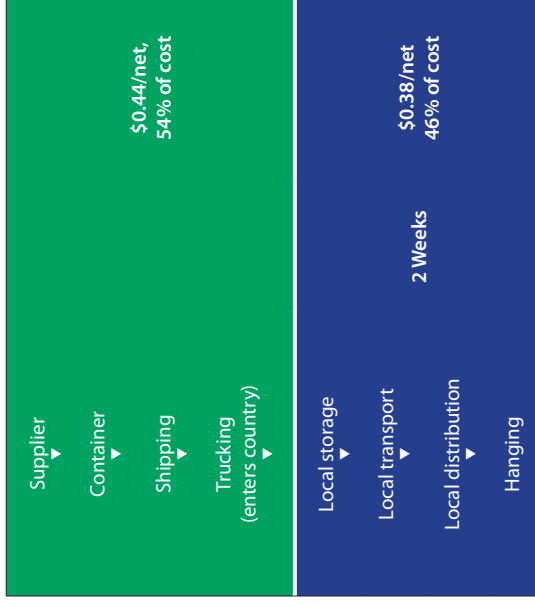 Supplier
Container
Shipping
Trucking
(enters country)
$0.44/net,
54% of cost
Local storage
Local transport
Local distribution
Hanging
2 Weeks
$0.38/net
46% of cost